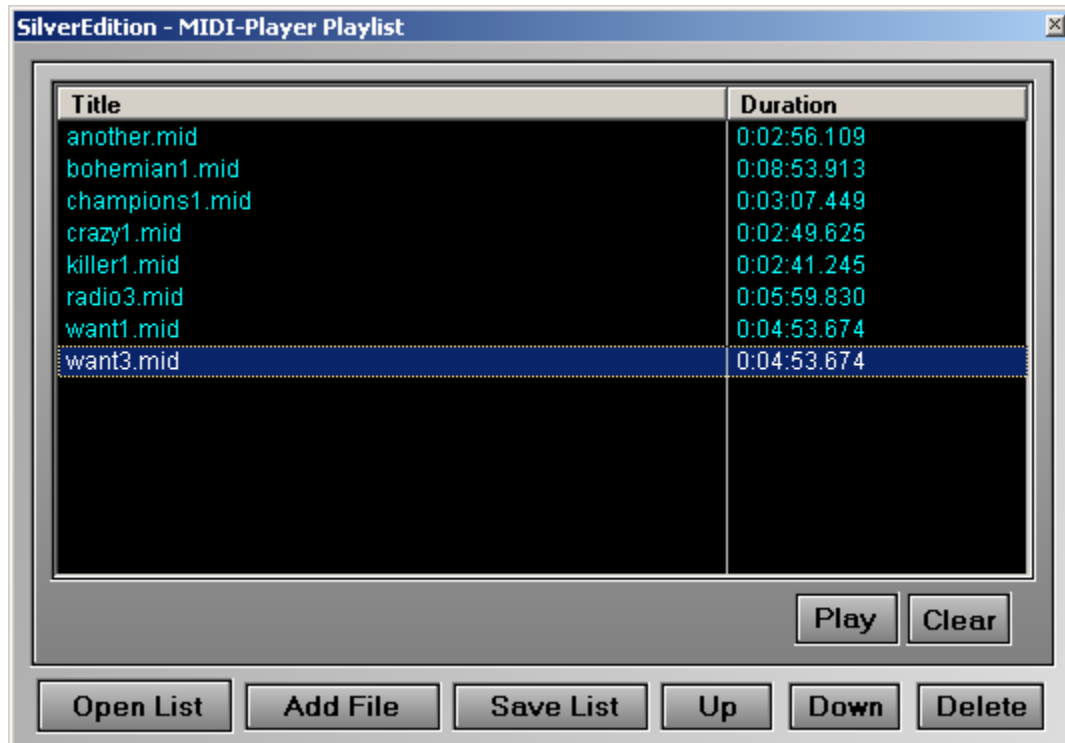 SilverEdition - MIDI-Player Playlist
Title Duration
another.mid 0:02:56.109
bohemian1.mid 0:08:53.913
champions1.mid 0:03:07.449
crazy1.mid 0:02:49.625
killer1.mid 0:02:41.245
radio3.mid 0:05:59.830
want1.mid 0:04:53.674
want3.mid 0:04:53.674
Play Clear
Open List Add File Save List Up Down Delete